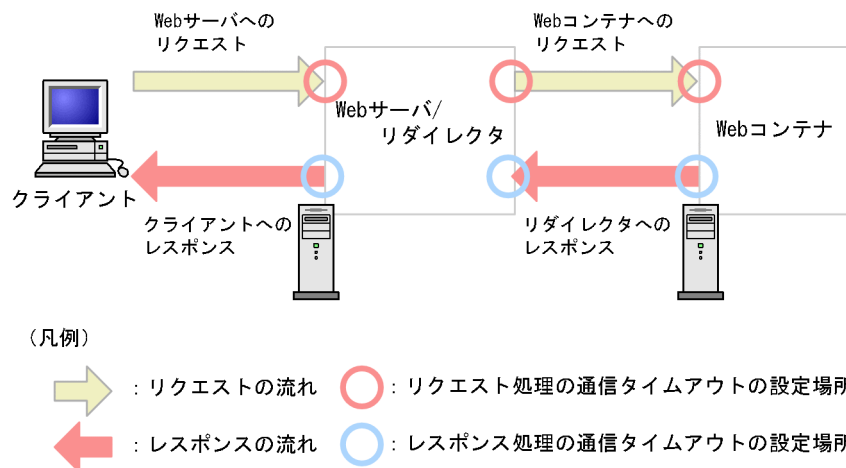 Webサーバへの
リクエスト
Webコンテナへの
リクエスト
Webサーバ/
リダイレクタ
Webコンテナ
クライアント
クライアントへの
レスポンス
リダイレクタへの
レスポンス
(凡例)
:リクエストの流れ
:リクエスト処理の通信タイムアウトの設定場所
:レスポンスの流れ
:レスポンス処理の通信タイムアウトの設定場所